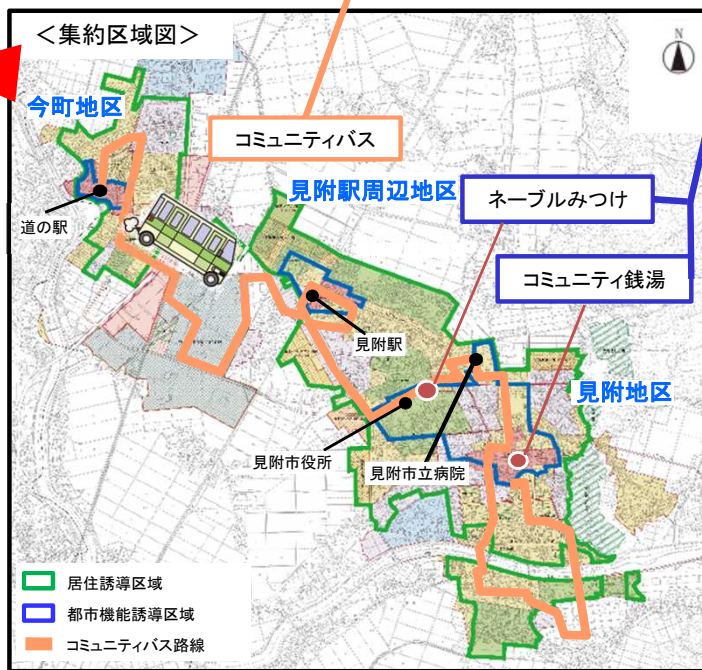 <集約区域図>
N
今町地区
コミュニティバス
見附駅周辺地区
ネーブルみつけ
道の駅
コミュニティ銭湯
見附駅
見附地区
見附市役所
見附市立病院
居住誘導区域
都市機能誘導区域
コミュニティバス路線